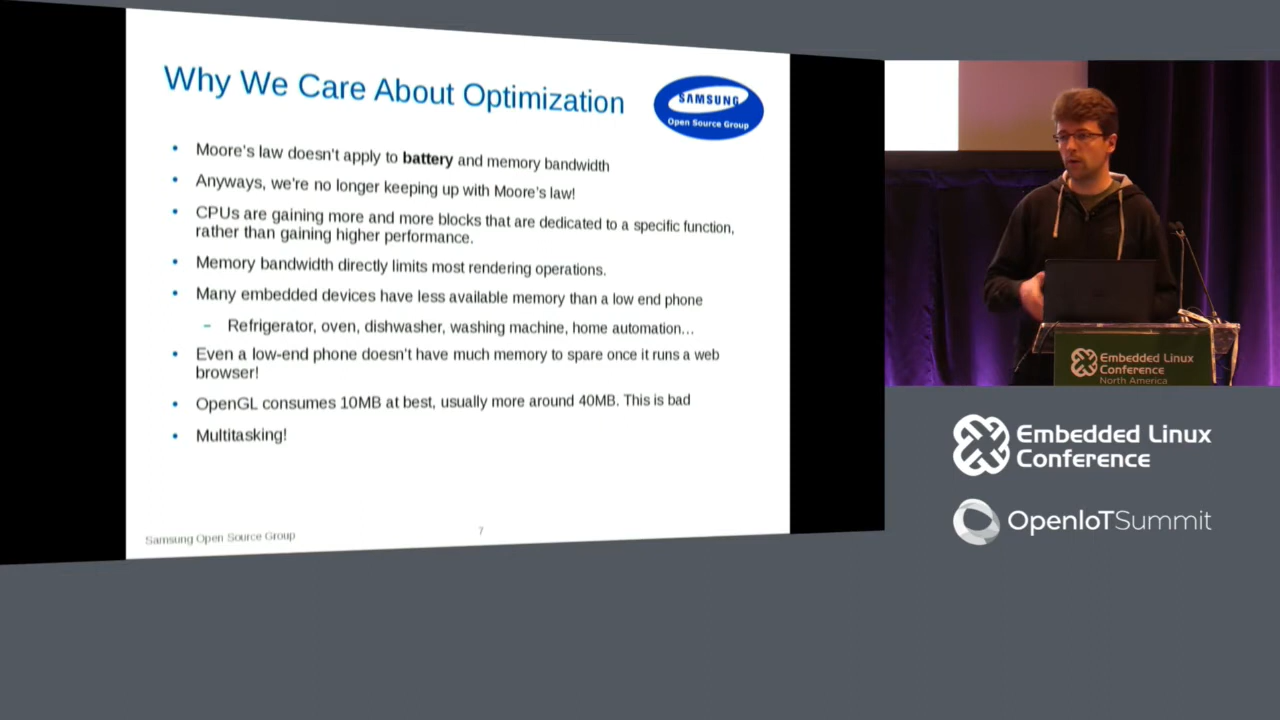 Why We Care About Optimization
SAMSUNG
Open Source Group
• Moore's law doesn't apply to battery and memory bandwidth
• Anyways, we're no longer keeping up with Moore's law!
• CPUs are gaining more and more blocks that are dedicated to a specific function,
rather than gaining higher performance.
• Memory bandwidth directly limits most rendering operations.
• Many embedded devices have less available memory than a low end phone
– Refrigerator, oven, dishwasher, washing machine, home automation…
• Even a low-end phone doesn't have much memory to spare once it runs a web
browser!
• OpenGL consumes 10MB at best, usually more around 40MB. This is bad
• Multitasking!
Samsung Open Source Group
7
Embedded Linux
Conference
North America
Embedded Linux
Conference
OpenIoTSummit